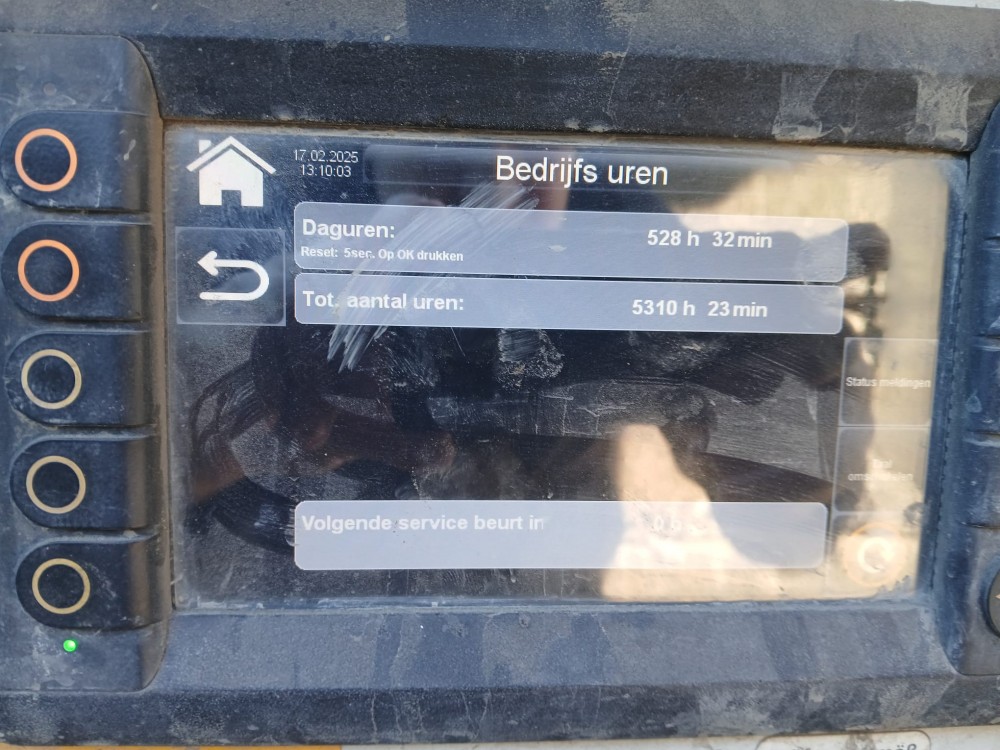 17.02.2025
13:10:03
Bedrijfs uren
Daguren: 528 h 32 min
Reset: 5sec. Op OK drukken
Tot. aantal uren: 5310 h 23 min
Status meldingen
Volgende service beurt in 0 h